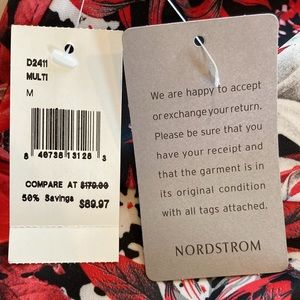 D2411
MULTI
M
8 46738 13128 3
COMPARE AT $179.00
50% Savings $89.97
We are happy to accept
or exchange your return.
Please be sure that you
have your receipt and
that the garment is in
its original condition
with all tags attached.
NORDSTROM